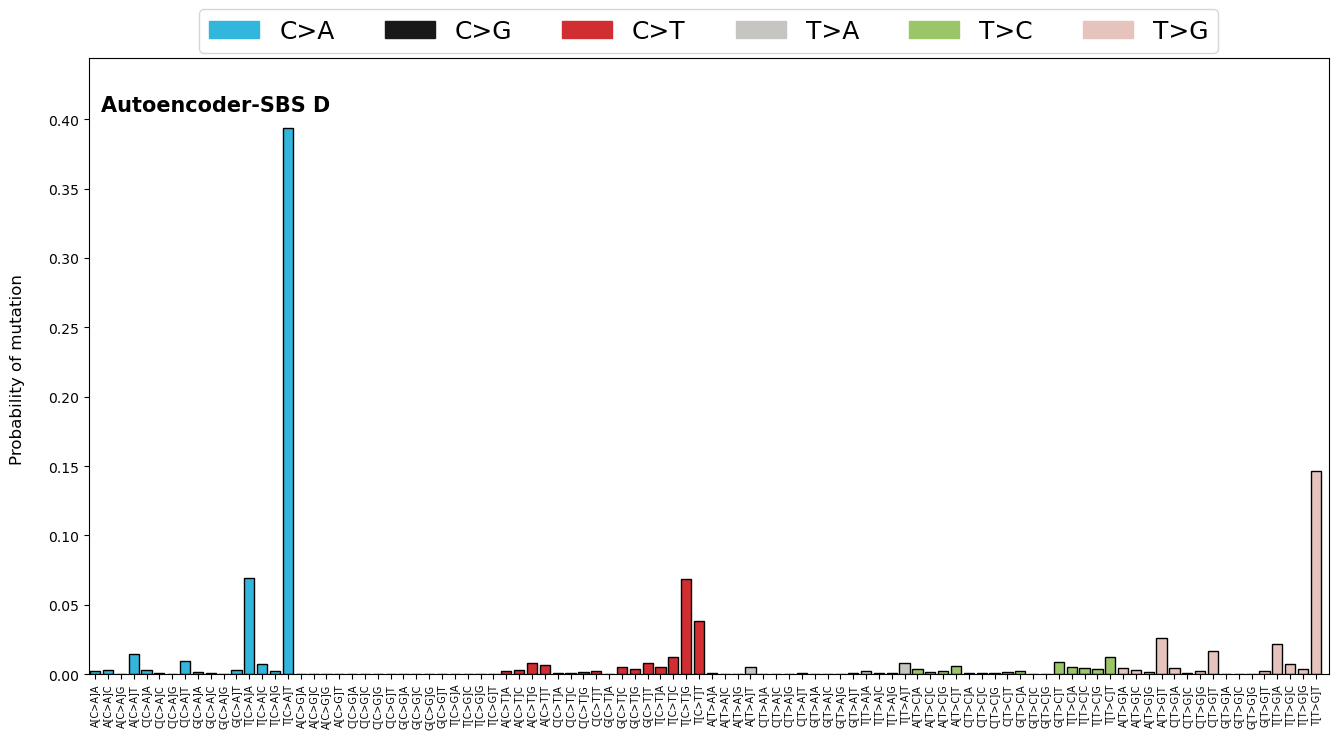 C>A C>G C>T T>A T>C T>G
Autoencoder-SBS D
Probability of mutation
0.40
0.35
0.30
0.25
0.20
0.15
0.10
0.05
0.00
A[C>A]A
A[C>A]C
A[C>A]G
A[C>A]T
C[C>A]A
C[C>A]C
C[C>A]G
C[C>A]T
G[C>A]A
G[C>A]C
G[C>A]G
G[C>A]T
T[C>A]A
T[C>A]C
T[C>A]G
T[C>A]T
A[C>G]A
A[C>G]C
A[C>G]G
A[C>G]T
C[C>G]A
C[C>G]C
C[C>G]G
C[C>G]T
G[C>G]A
G[C>G]C
G[C>G]G
G[C>G]T
T[C>G]A
T[C>G]C
T[C>G]G
T[C>G]T
A[C>T]A
A[C>T]C
A[C>T]G
A[C>T]T
C[C>T]A
C[C>T]C
C[C>T]G
C[C>T]T
G[C>T]A
G[C>T]C
G[C>T]G
G[C>T]T
T[C>T]A
T[C>T]C
T[C>T]G
T[C>T]T
A[T>A]A
A[T>A]C
A[T>A]G
A[T>A]T
C[T>A]A
C[T>A]C
C[T>A]G
C[T>A]T
G[T>A]A
G[T>A]C
G[T>A]G
G[T>A]T
T[T>A]A
T[T>A]C
T[T>A]G
T[T>A]T
A[T>C]A
A[T>C]C
A[T>C]G
A[T>C]T
C[T>C]A
C[T>C]C
C[T>C]G
C[T>C]T
G[T>C]A
G[T>C]C
G[T>C]G
G[T>C]T
T[T>C]A
T[T>C]C
T[T>C]G
T[T>C]T
A[T>G]A
A[T>G]C
A[T>G]G
A[T>G]T
C[T>G]A
C[T>G]C
C[T>G]G
C[T>G]T
G[T>G]A
G[T>G]C
G[T>G]G
G[T>G]T
T[T>G]A
T[T>G]C
T[T>G]G
T[T>G]T